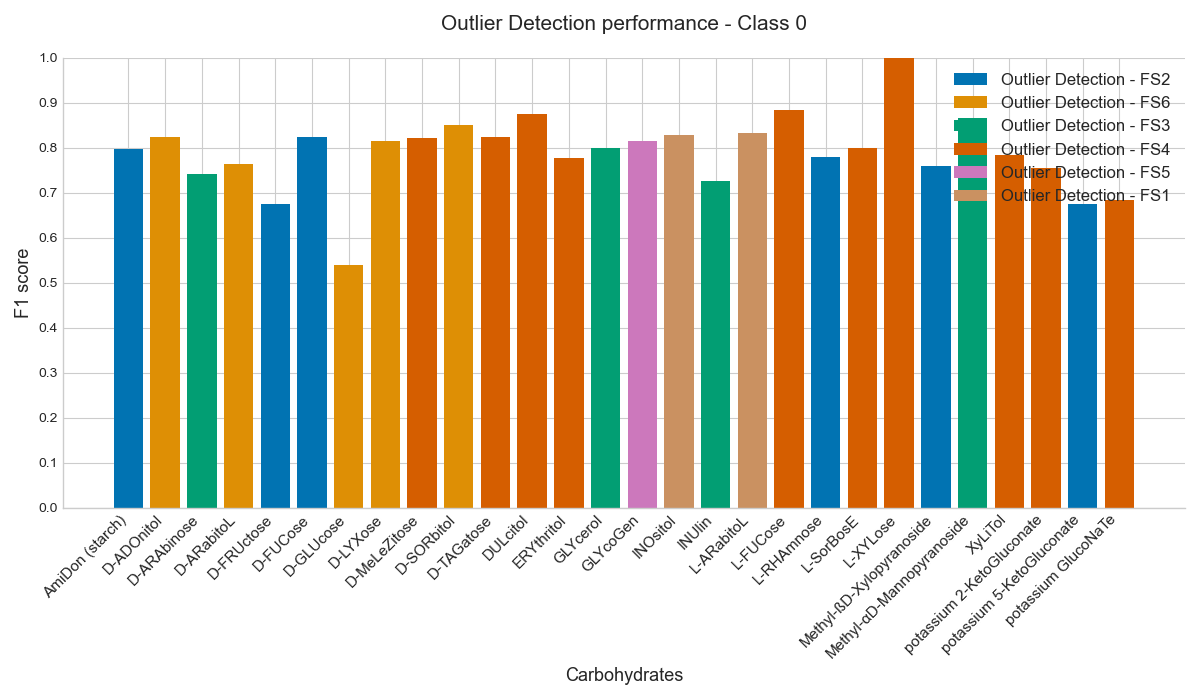 Outlier Detection performance - Class 0
1.0
0.9
0.8
0.7
0.6
0.5
0.4
0.3
0.2
0.1
0.0
F1 score
Outlier Detection - FS2
Outlier Detection - FS6
Outlier Detection - FS3
Outlier Detection - FS4
Outlier Detection - FS5
Outlier Detection - FS1
AmiDon (starch)
D-ADOnitol
D-ARAbinose
D-ARabitoL
D-FRUctose
D-FUCose
D-GLUcose
D-LYXose
D-MeLeZitose
D-SORbitol
D-TAGatose
DULcitol
ERYthritol
GLYcerol
GLYcoGen
INOsitol
INUlin
L-ARabitoL
L-FUCose
L-RHAmnose
L-SorBosE
L-XYLose
Methyl-ßD-Xylopyranoside
Methyl-αD-Mannopyranoside
XyLiTol
potassium 2-KetoGluconate
potassium 5-KetoGluconate
potassium GlucoNaTe
Carbohydrates